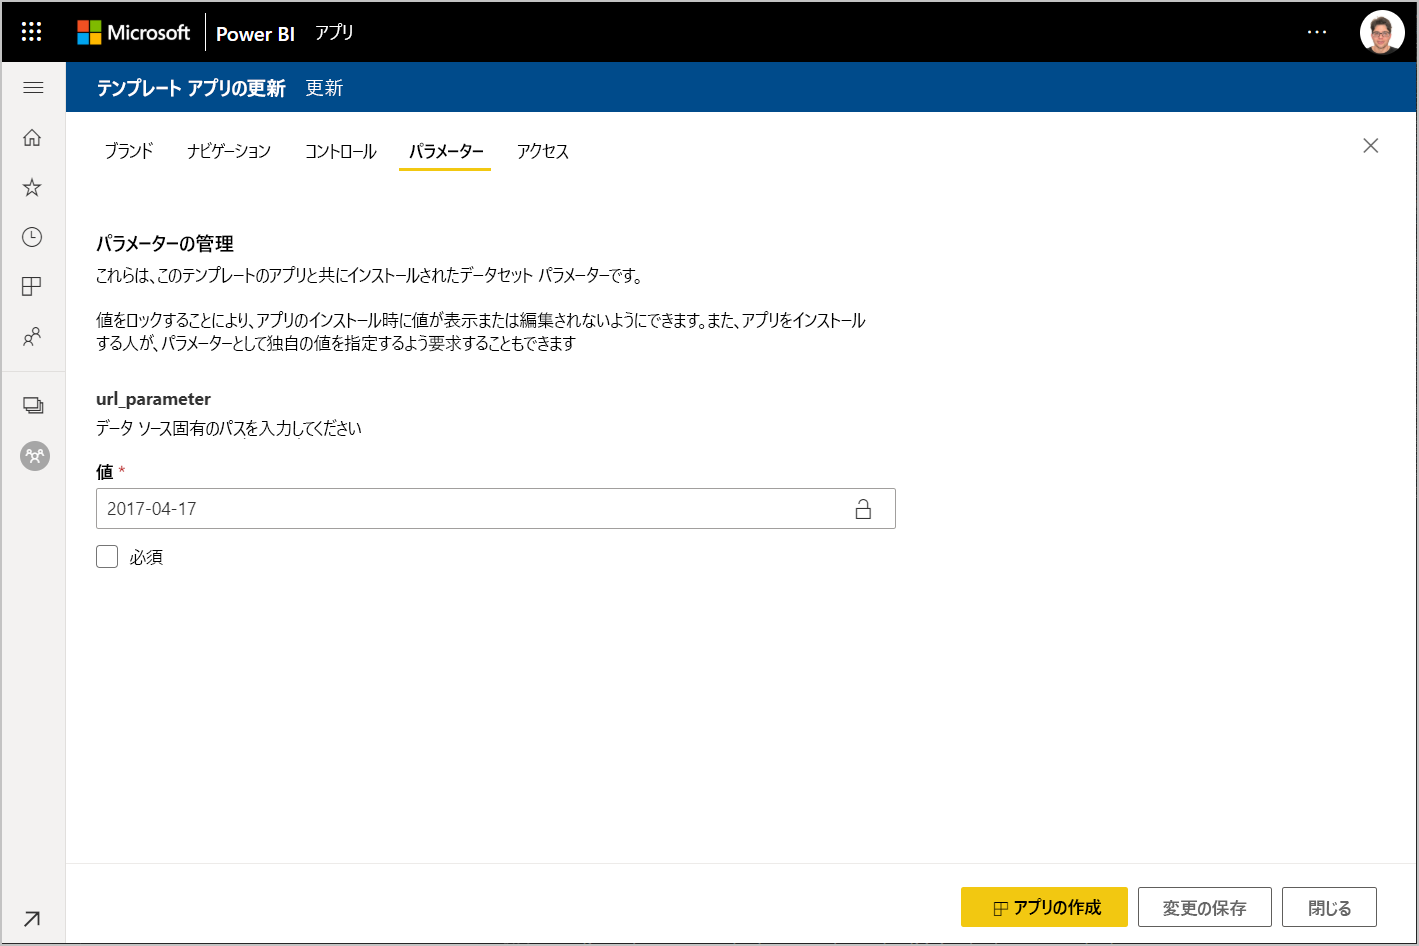 Microsoft Power BI アプリ
テンプレート アプリの更新 更新
ブランド ナビゲーション コントロール パラメーター アクセス
パラメーターの管理
これらは、このテンプレートのアプリと共にインストールされたデータセット パラメーターです。
値をロックすることにより、アプリのインストール時に値が表示または編集されないようにできます。また、アプリをインストール
する人が、パラメーターとして独自の値を指定するよう要求することもできます
url_parameter
データ ソース固有のパスを入力してください
値 *
2017-04-17
必須
アプリの作成 変更の保存 閉じる